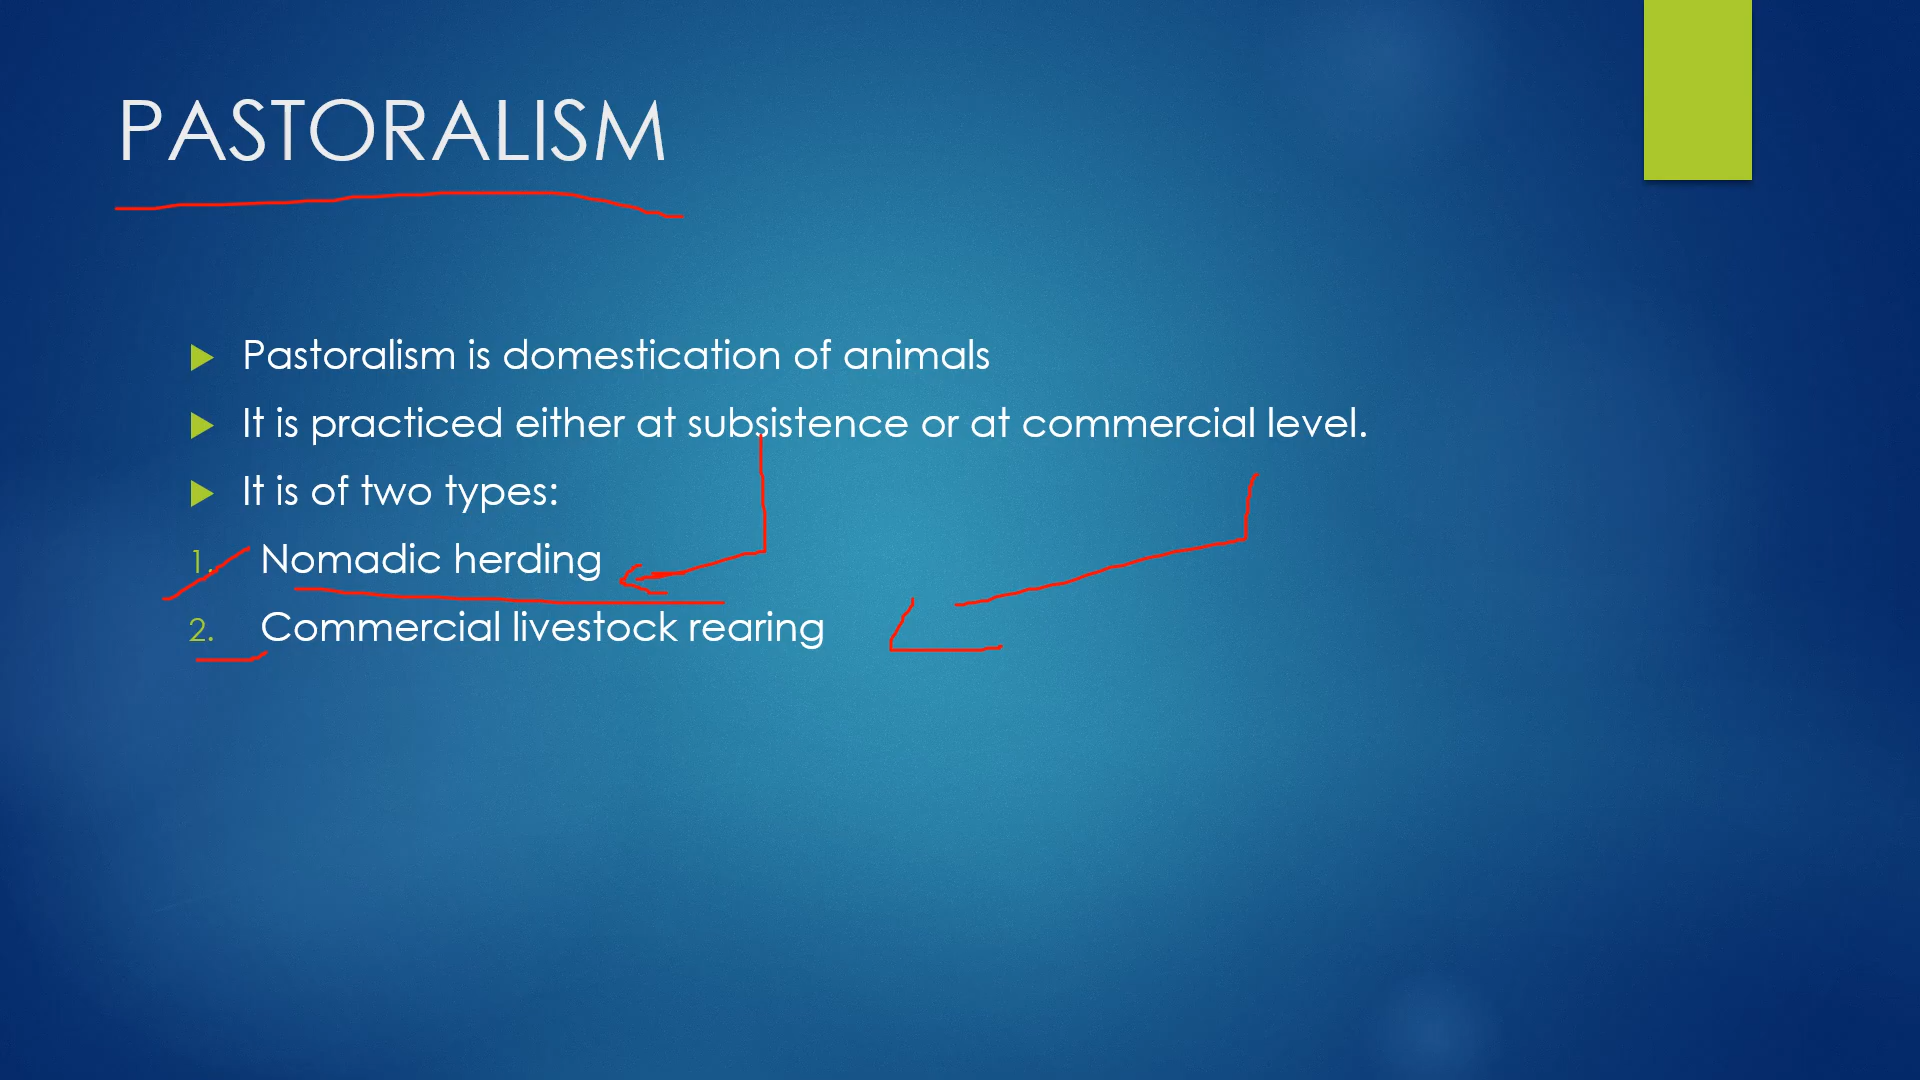 PASTORALISM
Pastoralism is domestication of animals
It is practiced either at subsistence or at commercial level.
It is of two types:
1. Nomadic herding
2. Commercial livestock rearing